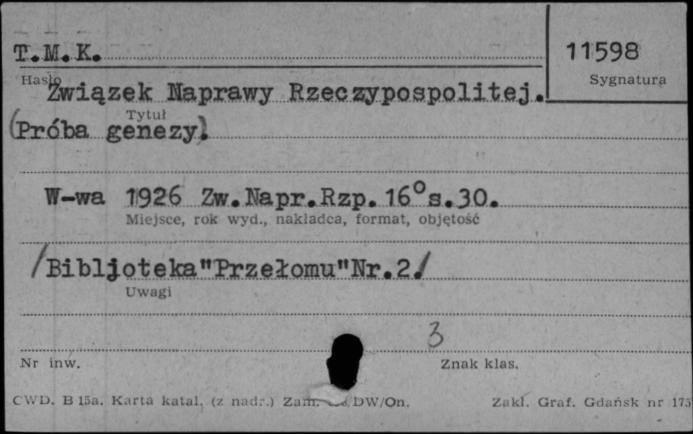 T.M.K.
11598
Hasło
Sygnatura
Związek Naprawy Rzeczypospolitej.
Tytuł
(Próba genezy).
W-wa 1926 Zw.Napr.Rzp. 16°s.30.
Miejsce, rok wyd., nakładca, format, objętość
/Bibljoteka"Przełomu"Nr.2/
Uwagi
3
Nr inw.
Znak klas.
CWD. B 15a. Karta katal. (z nadr.) Zam. DW/On.
Zakł. Graf. Gdańsk nr 175